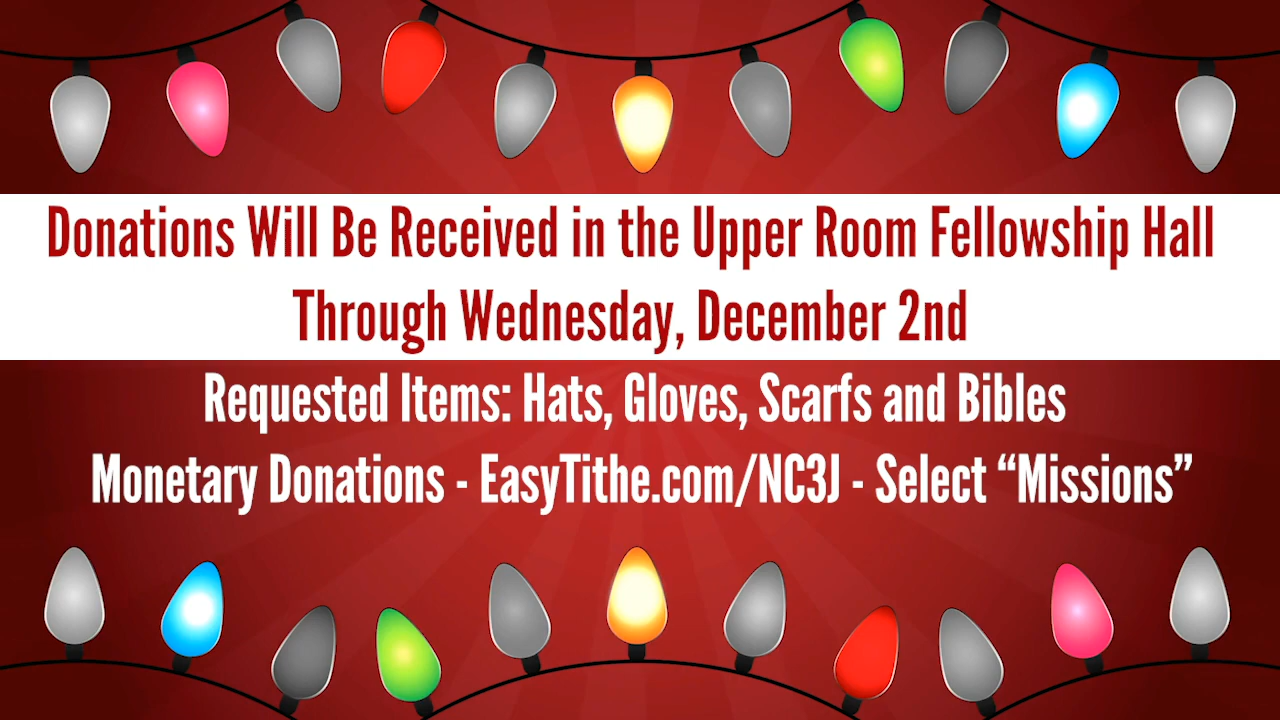 Donations Will Be Received in the Upper Room Fellowship Hall
Through Wednesday, December 2nd
Requested Items: Hats, Gloves, Scarfs and Bibles
Monetary Donations - EasyTithe.com/NC3J - Select “Missions”